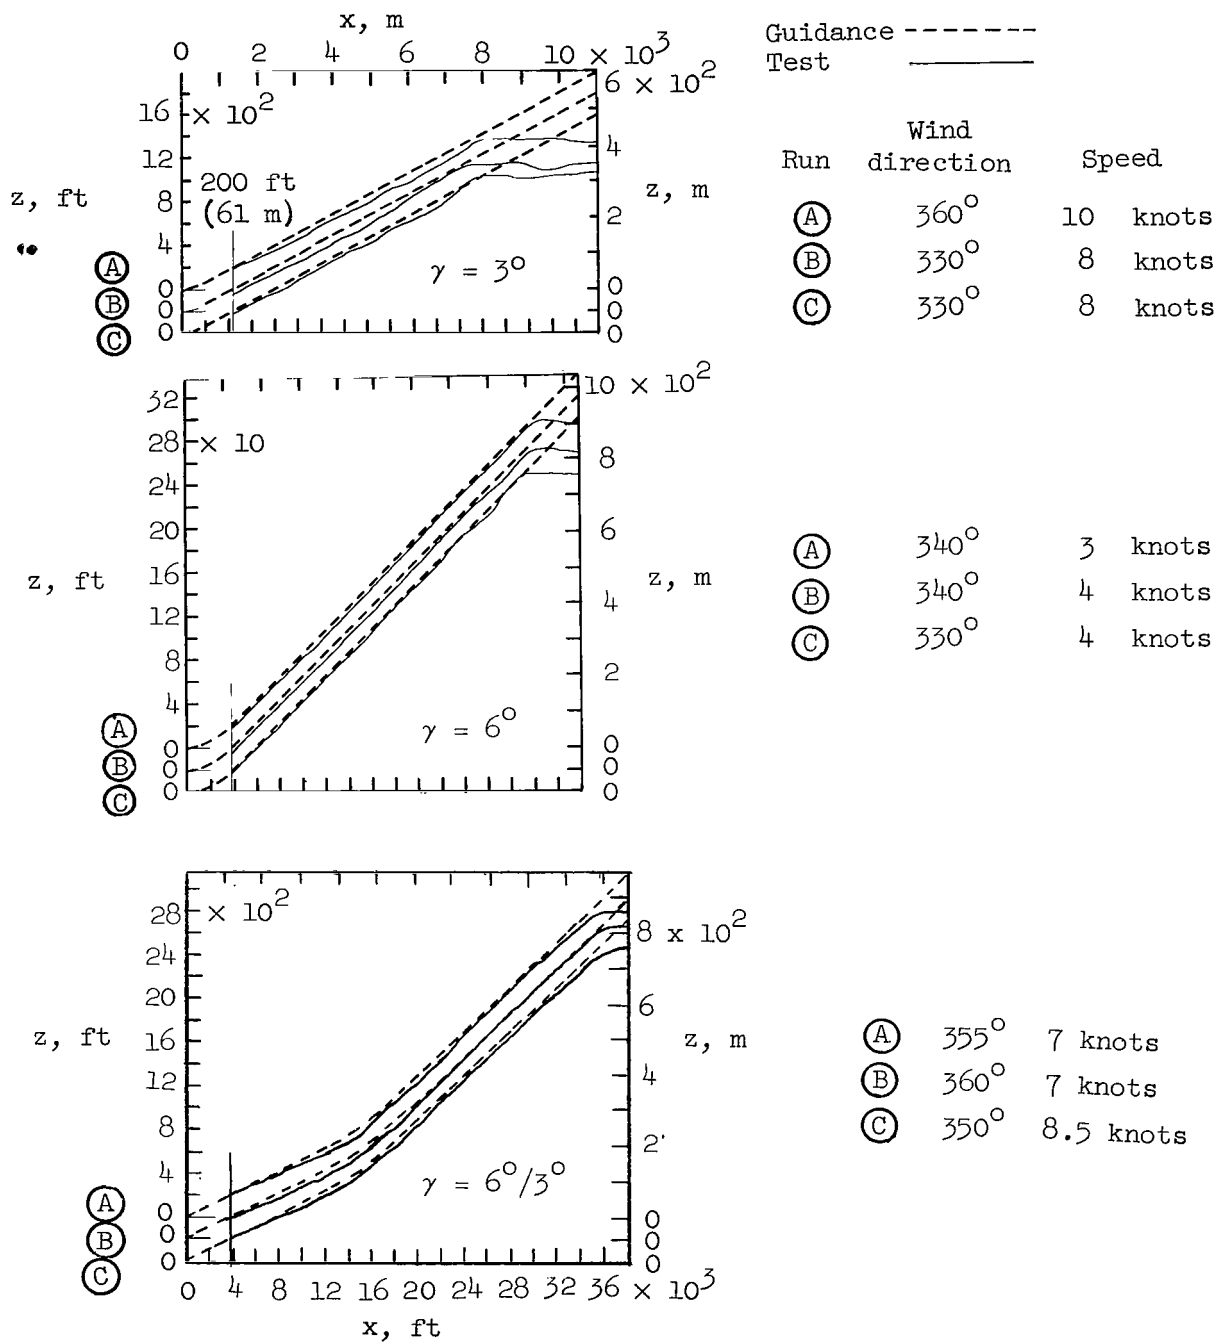 x, m
0 2 4 6 8 10 × 10³
Guidance
Test
6 × 10²
16 × 10²
12
8
4
0
0
0
z, ft
200 ft
(61 m)
γ = 3°
4
2
0
0
0
z, m
A
B
C
Run Wind direction Speed
A 360° 10 knots
B 330° 8 knots
C 330° 8 knots
32
28 × 10
24
20
16
12
8
4
0
0
0
z, ft
A
B
C
γ = 6°
10 × 10²
8
6
4
2
0
0
0
z, m
A 340° 3 knots
B 340° 4 knots
C 330° 4 knots
28 × 10²
24
20
16
12
8
4
0
0
0
z, ft
A
B
C
γ = 6°/3°
8 x 10²
6
4
2
0
0
0
z, m
A 355° 7 knots
B 360° 7 knots
C 350° 8.5 knots
0 4 8 12 16 20 24 28 32 36 × 10³
x, ft